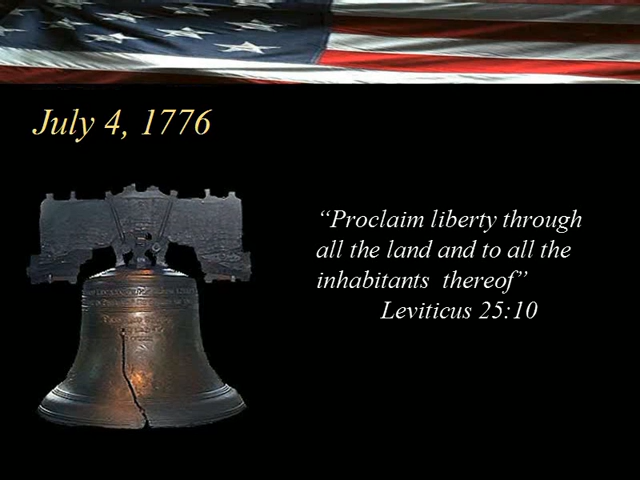 July 4, 1776
“Proclaim liberty through
all the land and to all the
inhabitants  thereof”
Leviticus 25:10